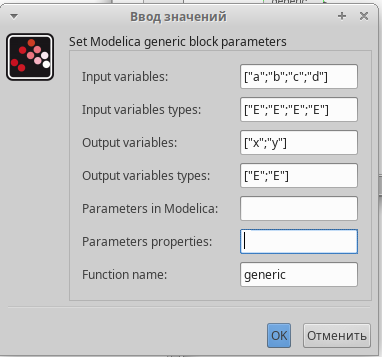 generic
Ввод значений
Set Modelica generic block parameters
Input variables: ["a";"b";"c";"d"]
Input variables types: ["E";"E";"E";"E"]
Output variables: ["x";"y"]
Output variables types: ["E";"E"]
Parameters in Modelica:
Parameters properties:
Function name: generic
OK Отменить